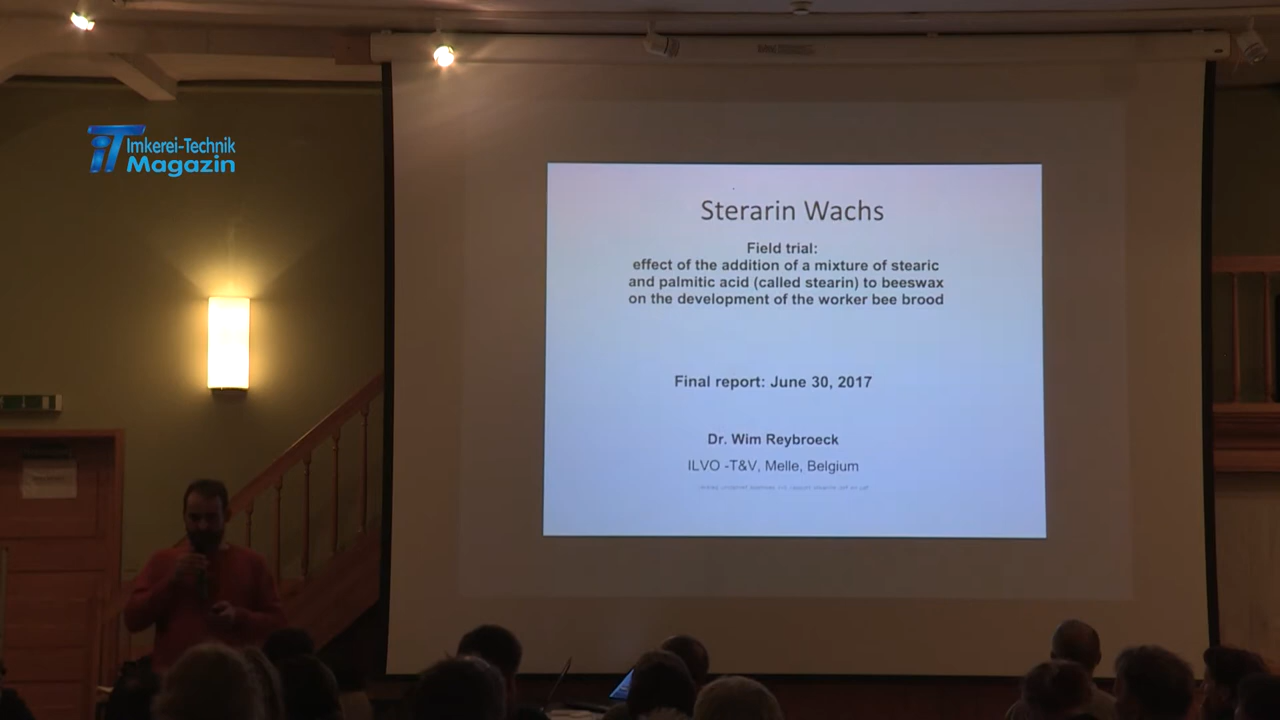 iT Imkerei-Technik
Magazin
Sterarin Wachs
Field trial:
effect of the addition of a mixture of stearic
and palmitic acid (called stearin) to beeswax
on the development of the worker bee brood
Final report: June 30, 2017
Dr. Wim Reybroeck
ILVO -T&V, Melle, Belgium